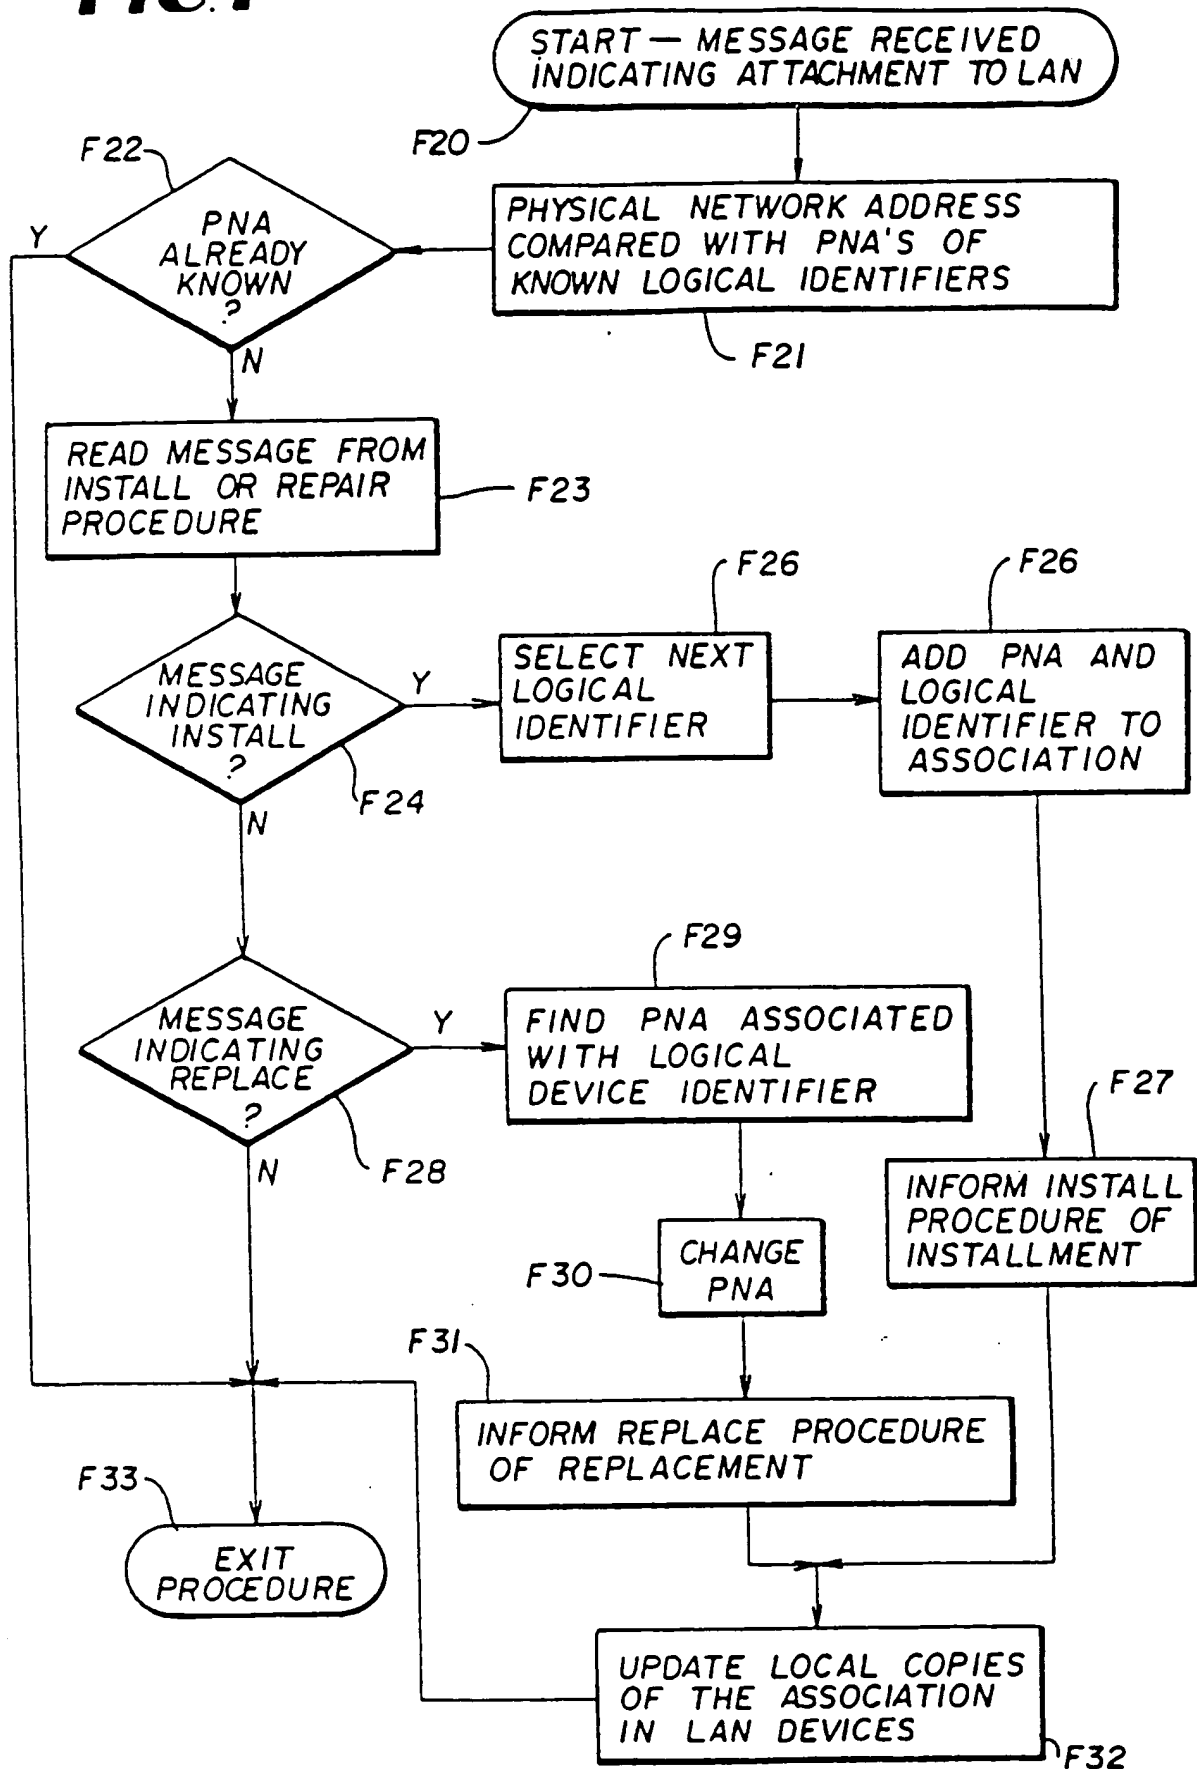 START — MESSAGE RECEIVED
INDICATING ATTACHMENT TO LAN
F20
F22
PHYSICAL NETWORK ADDRESS
COMPARED WITH PNA'S OF
KNOWN LOGICAL IDENTIFIERS
F21
PNA
ALREADY
KNOWN
?
Y
N
READ MESSAGE FROM
INSTALL OR REPAIR
PROCEDURE
F23
MESSAGE
INDICATING
INSTALL
?
Y
F24
N
F26
SELECT NEXT
LOGICAL
IDENTIFIER
F26
ADD PNA AND
LOGICAL
IDENTIFIER TO
ASSOCIATION
MESSAGE
INDICATING
REPLACE
?
Y
F28
N
F29
FIND PNA ASSOCIATED
WITH LOGICAL
DEVICE IDENTIFIER
F27
INFORM INSTALL
PROCEDURE OF
INSTALLMENT
F30
CHANGE
PNA
F31
INFORM REPLACE PROCEDURE
OF REPLACEMENT
F33
EXIT
PROCEDURE
UPDATE LOCAL COPIES
OF THE ASSOCIATION
IN LAN DEVICES
F32